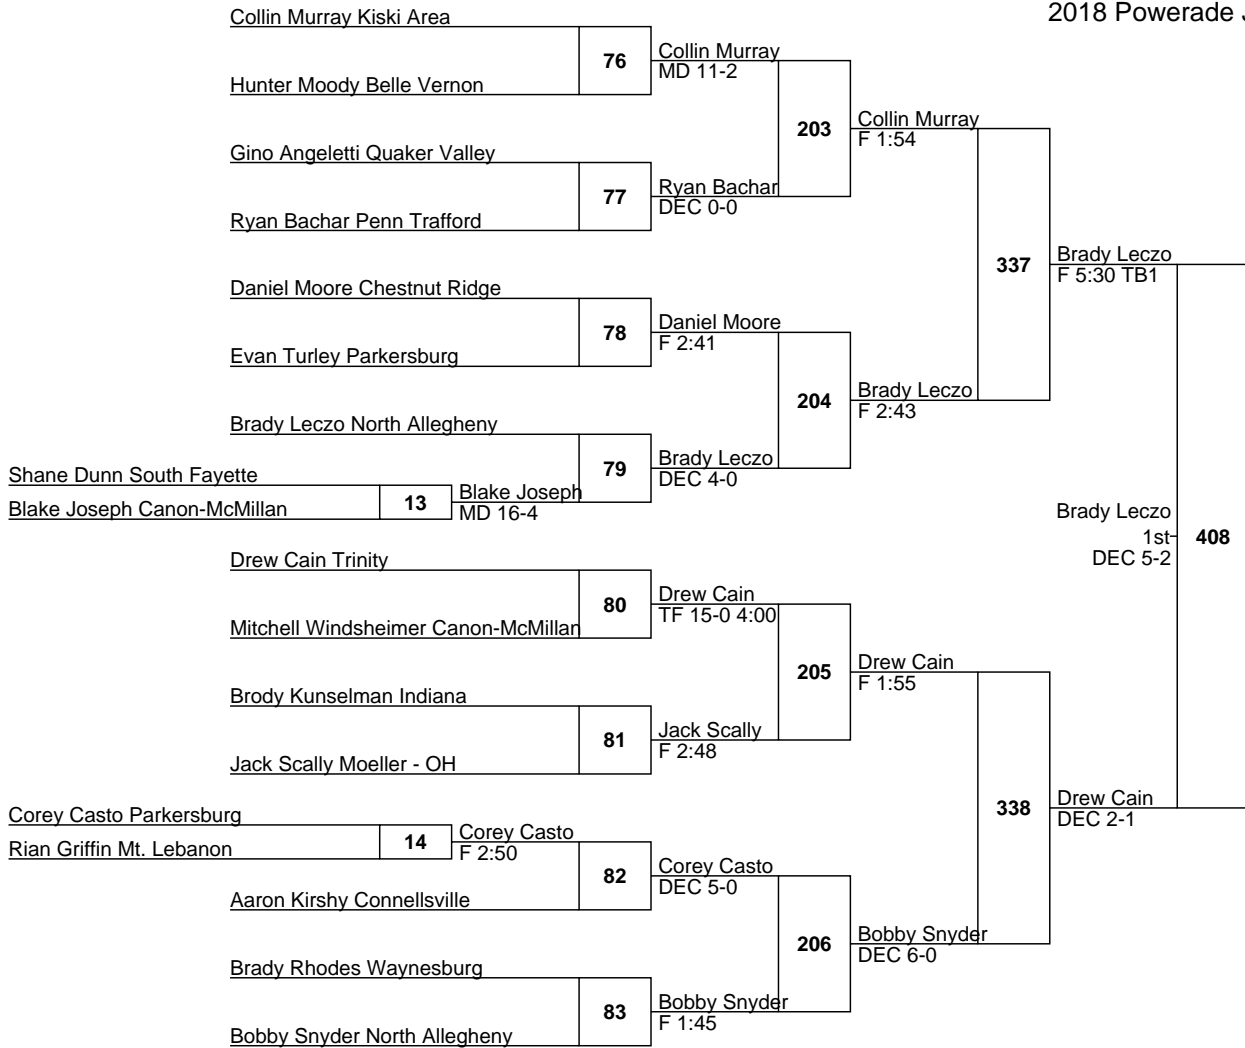 2018 Powerade
Collin Murray Kiski Area
76
Collin Murray
MD 11-2
Hunter Moody Belle Vernon
203
Collin Murray
F 1:54
Gino Angeletti Quaker Valley
77
Ryan Bachar
DEC 0-0
Ryan Bachar Penn Trafford
337
Brady Leczo
F 5:30 TB1
Daniel Moore Chestnut Ridge
78
Daniel Moore
F 2:41
Evan Turley Parkersburg
204
Brady Leczo
F 2:43
Brady Leczo North Allegheny
79
Brady Leczo
DEC 4-0
Shane Dunn South Fayette
13
Blake Joseph
MD 16-4
Blake Joseph Canon-McMillan
Brady Leczo
1st
DEC 5-2
408
Drew Cain Trinity
80
Drew Cain
TF 15-0 4:00
Mitchell Windsheimer Canon-McMillan
205
Drew Cain
F 1:55
Brody Kunselman Indiana
81
Jack Scally
F 2:48
Jack Scally Moeller - OH
338
Drew Cain
DEC 2-1
Corey Casto Parkersburg
14
Corey Casto
F 2:50
Rian Griffin Mt. Lebanon
82
Corey Casto
DEC 5-0
Aaron Kirshy Connellsville
206
Bobby Snyder
DEC 6-0
Brady Rhodes Waynesburg
83
Bobby Snyder
F 1:45
Bobby Snyder North Allegheny